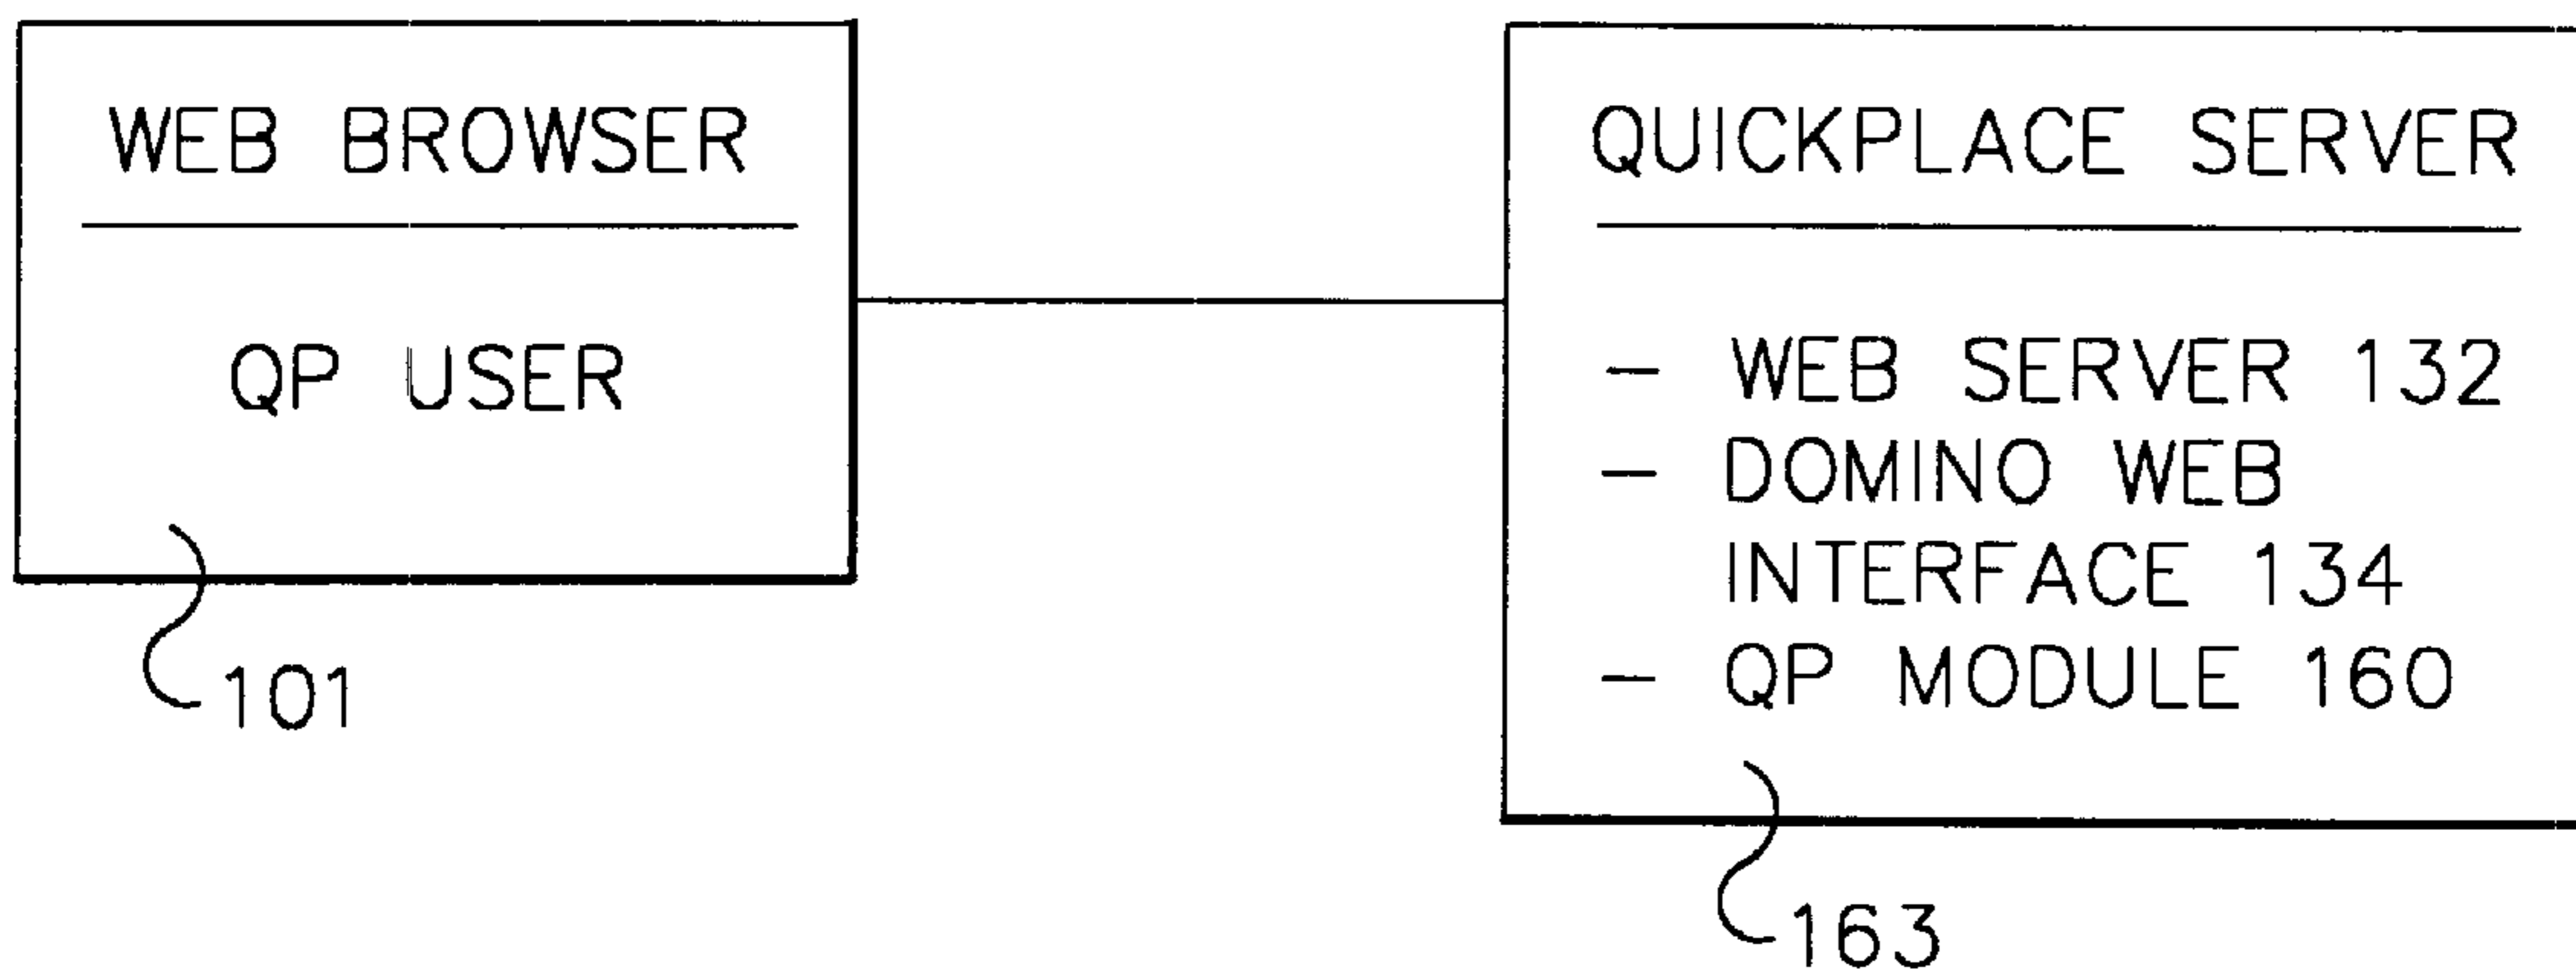 WEB BROWSER
QP USER
101
QUICKPLACE SERVER
- WEB SERVER 132
- DOMINO WEB
INTERFACE 134
- QP MODULE 160
163